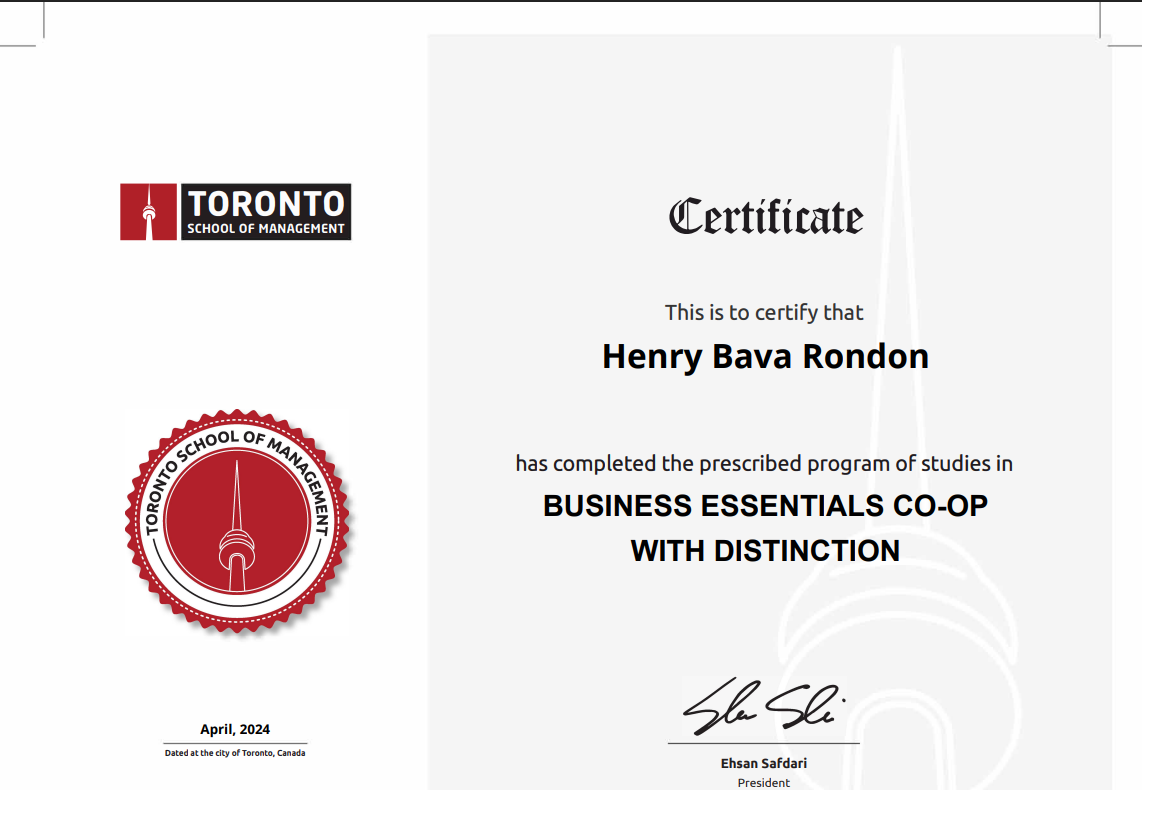 TORONTO
SCHOOL OF MANAGEMENT
TORONTO SCHOOL OF MANAGEMENT
April, 2024
Dated at the city of Toronto, Canada
Certificate
This is to certify that
Henry Bava Rondon
has completed the prescribed program of studies in
BUSINESS ESSENTIALS CO-OP
WITH DISTINCTION
Ehsan Safdari
President